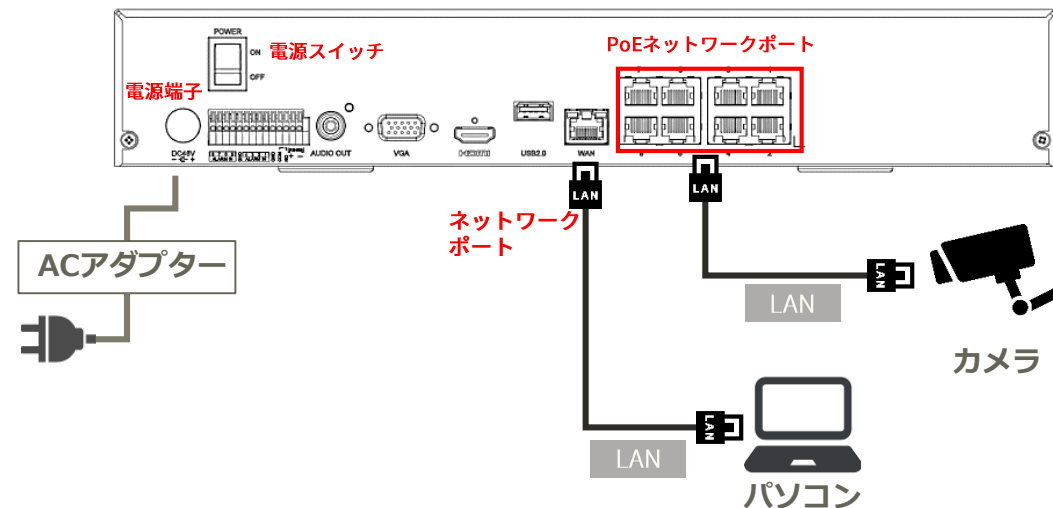 POWER
ON
電源スイッチ
OFF
PoEネットワークポート
電源端子
DC48V
AUDIO OUT
VGA
HDMI
USB2.0
WAN
LAN
LAN
ネットワーク
ポート
ACアダプター
LAN
LAN
カメラ
LAN
LAN
パソコン